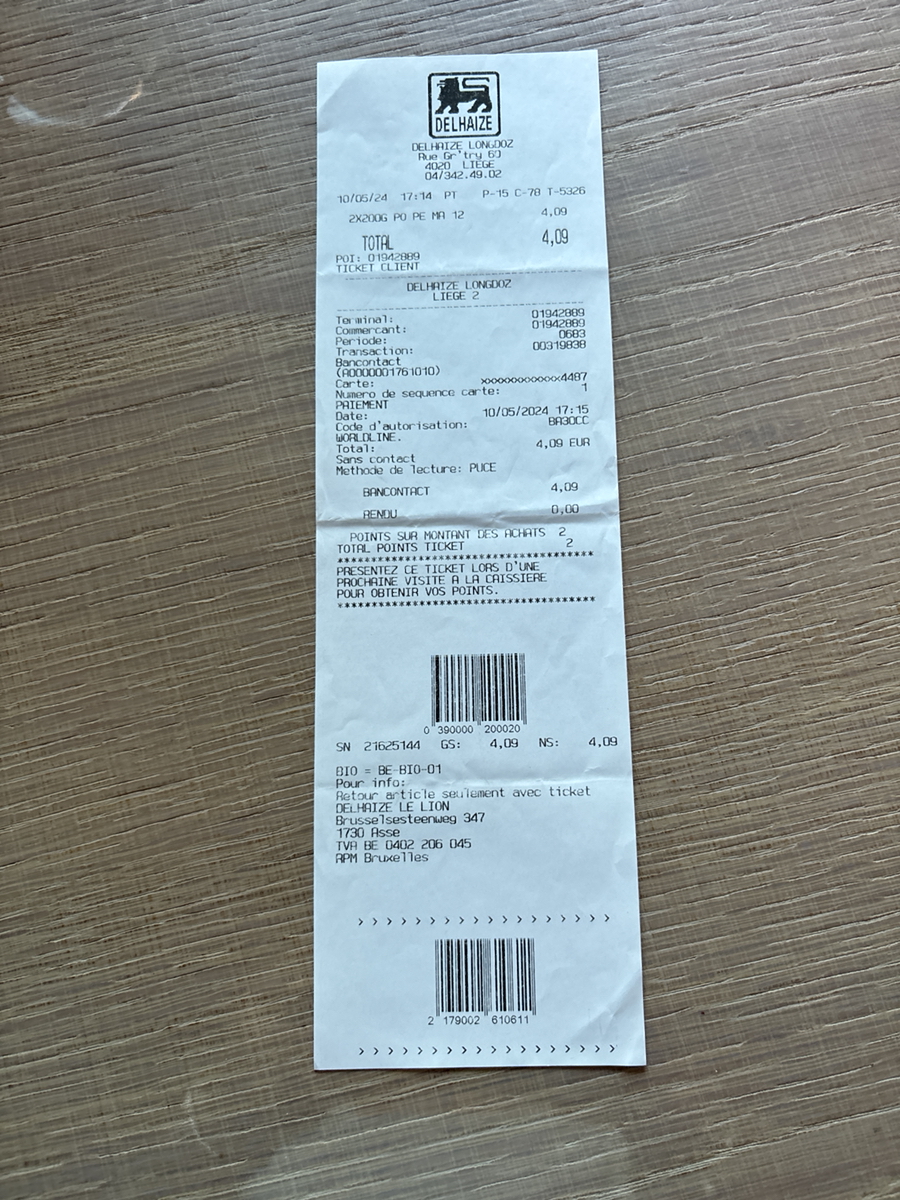 DELHAIZE
DELHAIZE LONGDOZ
Rue Gr'try 60
4020 LIEGE
04/342.49.02
10/05/24 17:14 PT P-15 C-78 T-5326
2X200G PO PE MA 12 4,09
TOTAL 4,09
POI: 01942889
TICKET CLIENT
DELHAIZE LONGDOZ
LIEGE 2
Terminal: 01942889
Commercant: 01942889
Periode: 0683
Transaction: 00319838
Bancontact
(A0000001761010)
Carte: xxxxxxxxxxxxx4487
Numero de sequence carte: 1
PAIEMENT
Date: 10/05/2024 17:15
Code d'autorisation: BA30CC
WORLDLINE.
Total: 4,09 EUR
Sans contact
Methode de lecture: PUCE
BANCONTACT 4,09
RENDU 0,00
POINTS SUR MONTANT DES ACHATS 2
TOTAL POINTS TICKET 2
************************************
PRESENTEZ CE TICKET LORS D'UNE
PROCHAINE VISITE A LA CAISSIERE
POUR OBTENIR VOS POINTS.
************************************
0 390000 200020
SN 21625144 GS: 4,09 NS: 4,09
BIO = BE-BIO-01
Pour info:
Retour article seulement avec ticket
DELHAIZE LE LION
Brusselsesteenweg 347
1730 Asse
TVA BE 0402 206 045
RPM Bruxelles
> > > > > > > > > > > > > > > > > >
2 179002 610611
> > > > > > > > > > > > > > > > > >